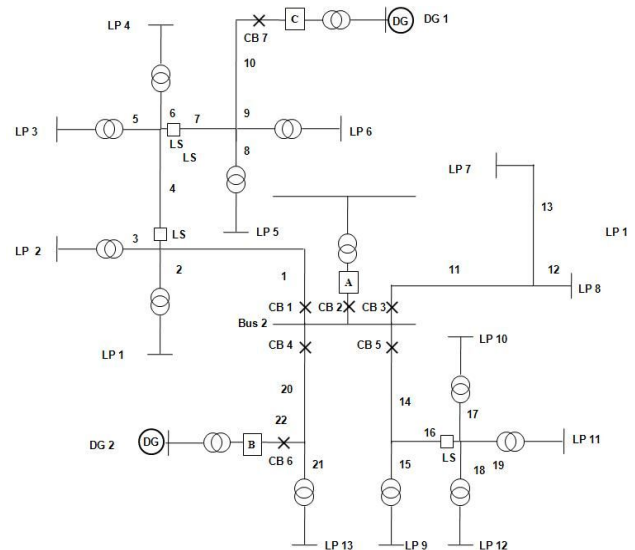 LP 4
C
DG
DG 1
CB 7
10
LP 3
5
6
7
9
LP 6
LS
LS
8
4
LP 7
13
LP 5
LS
LP 1
LP 2
3
2
1
A
11
12
LP 8
CB 1
CB 2
CB 3
Bus 2
CB 4
CB 5
LP 10
LP 1
20
14
17
DG 2
DG
B
22
CB 6
16
LS
LP 11
21
15
18
19
LP 13
LP 9
LP 12